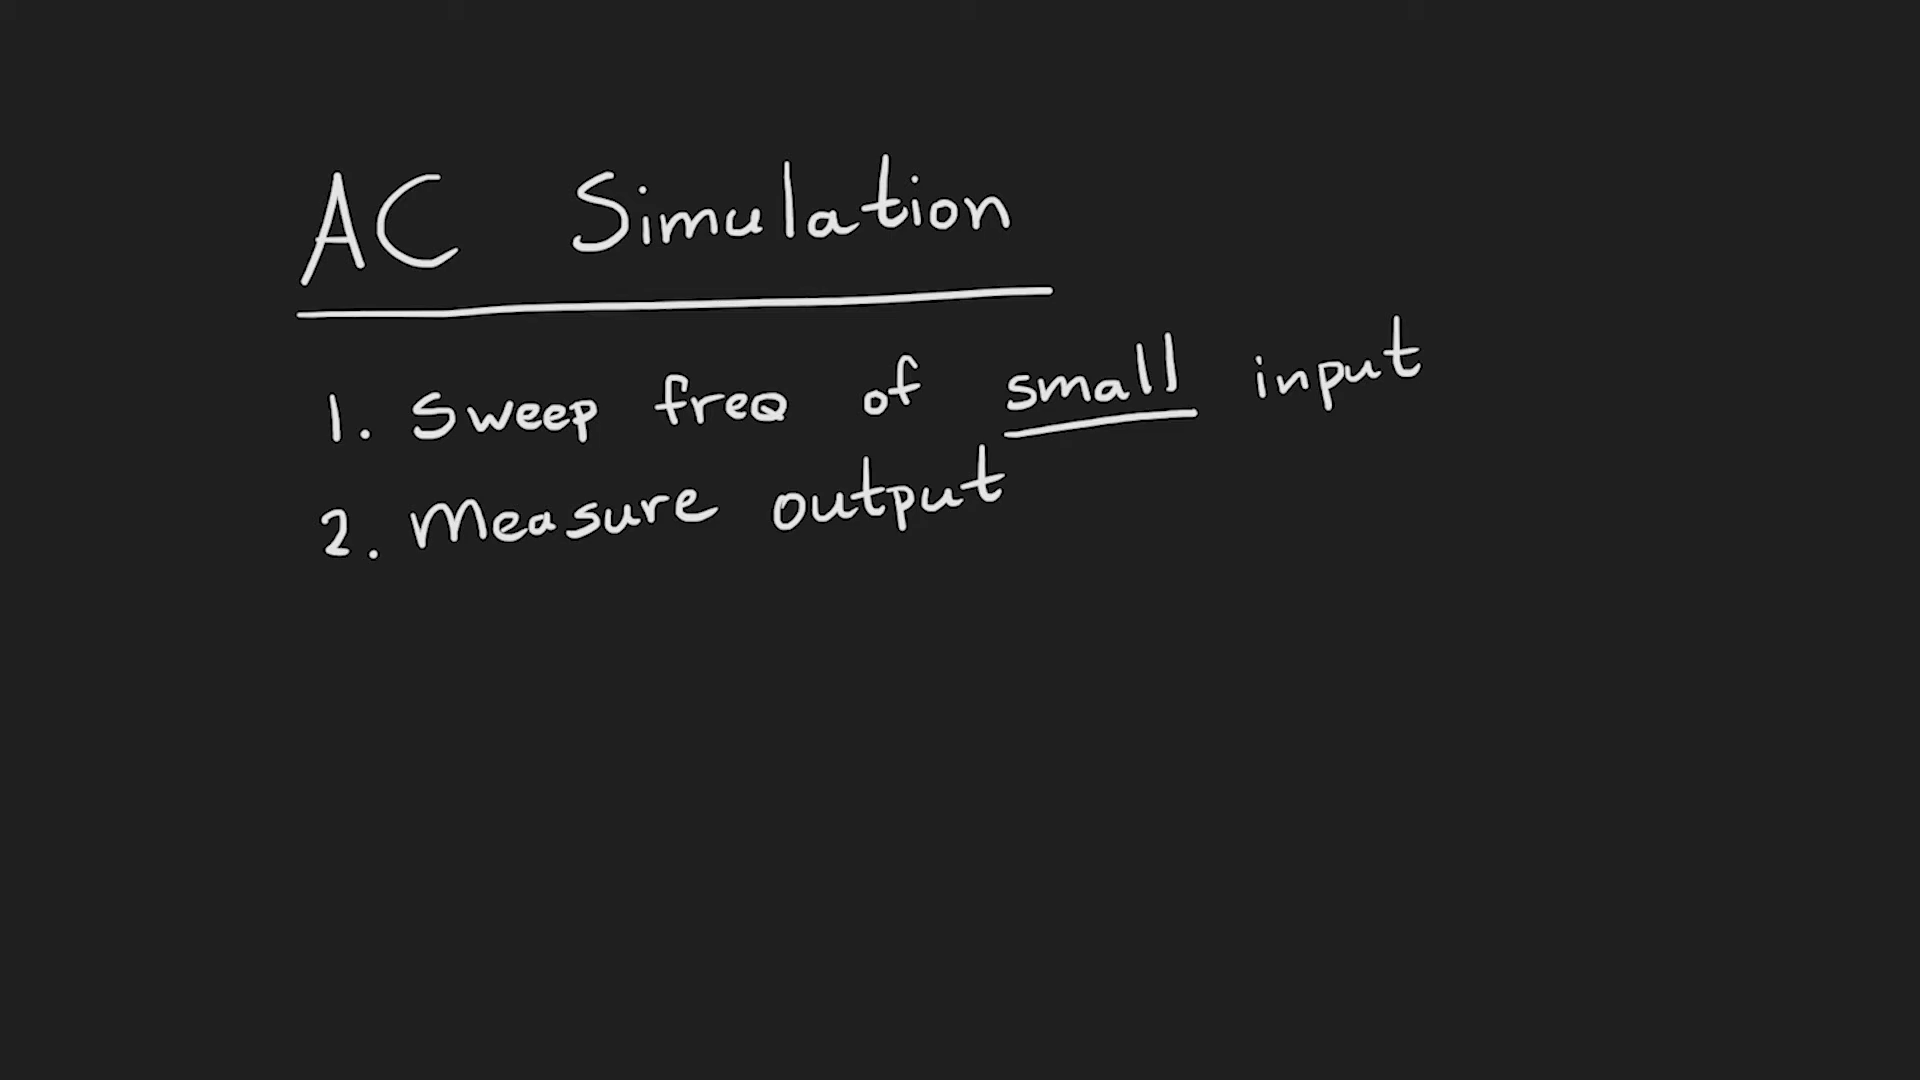 AC Simulation
1. Sweep freq of small input
2. Measure output